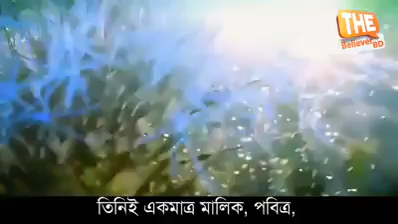 THE
Believer
BD
তিনিই একমাত্র মালিক, পবিত্র,